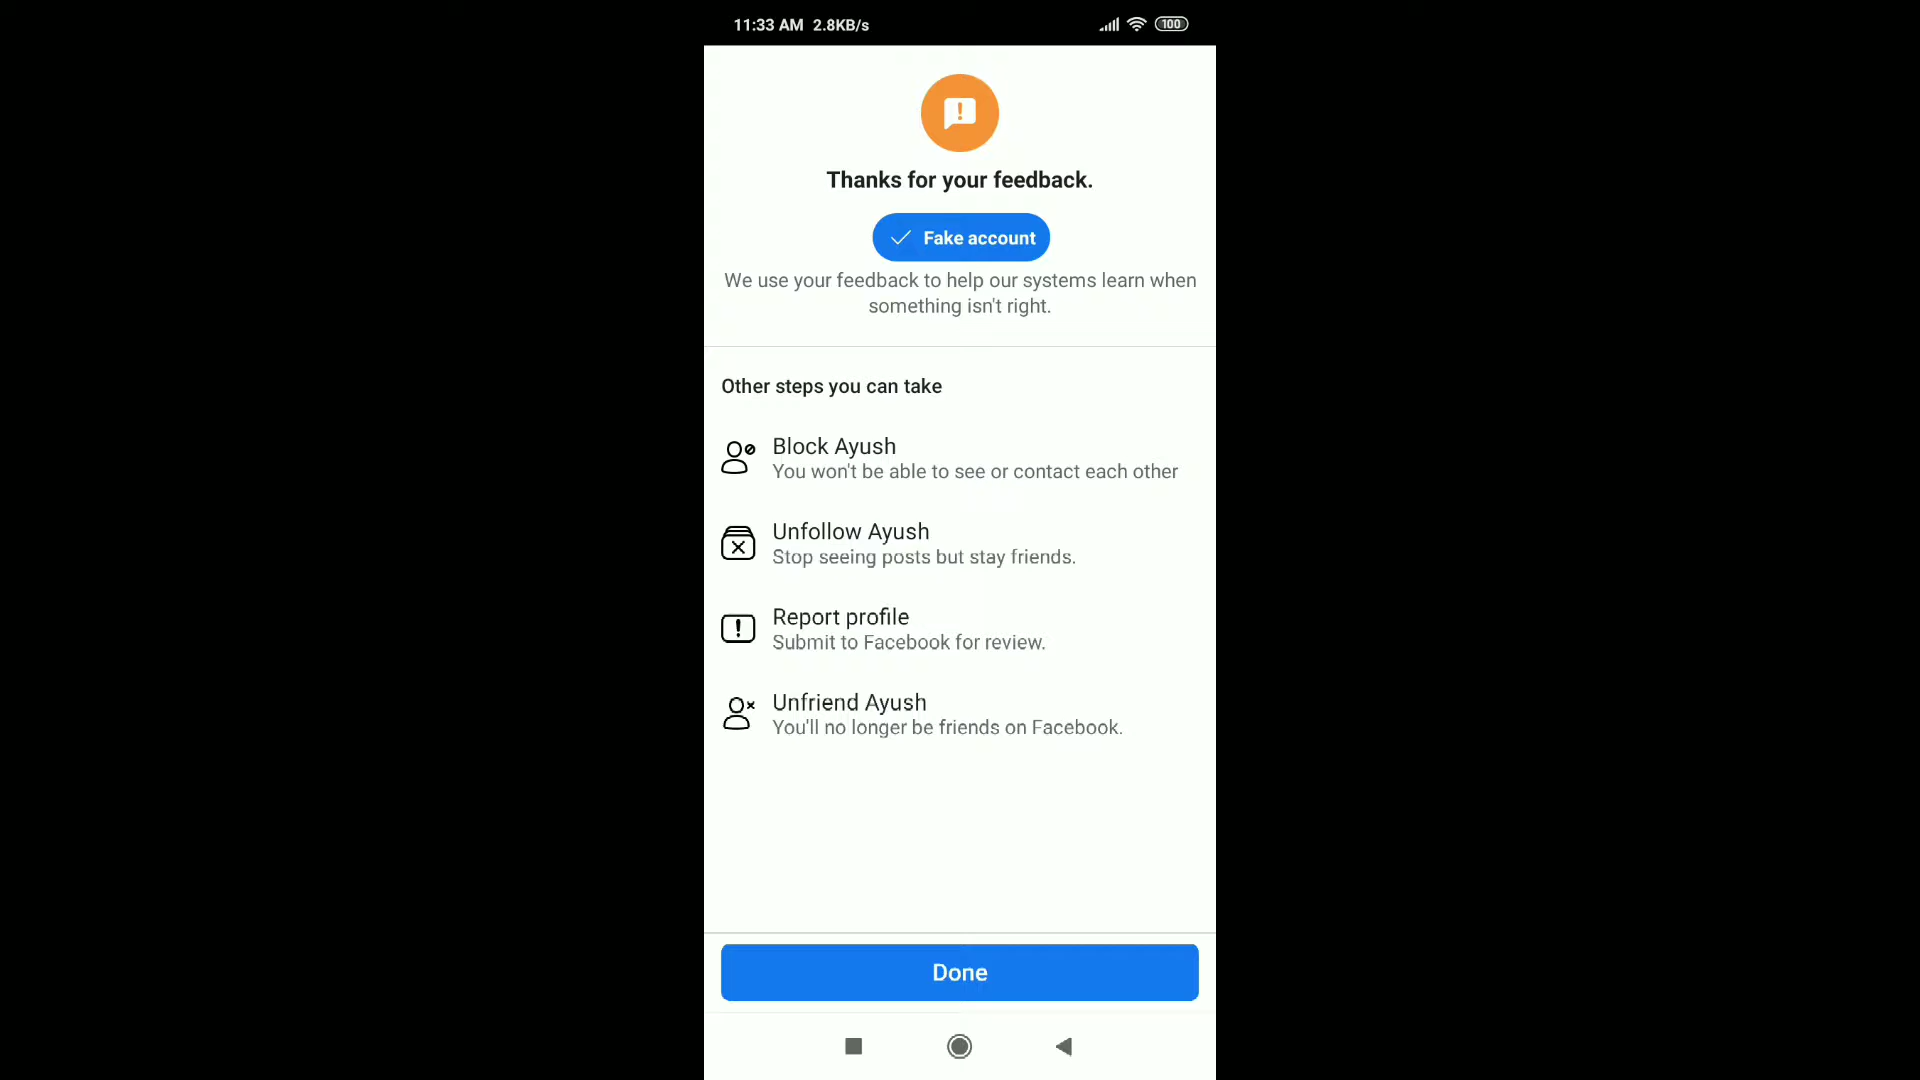 11:33 AM 2.8KB/s 100
Thanks for your feedback.
Fake account
We use your feedback to help our systems learn when
something isn't right.
Other steps you can take
Block Ayush
You won't be able to see or contact each other
Unfollow Ayush
Stop seeing posts but stay friends.
Report profile
Submit to Facebook for review.
Unfriend Ayush
You'll no longer be friends on Facebook.
Done